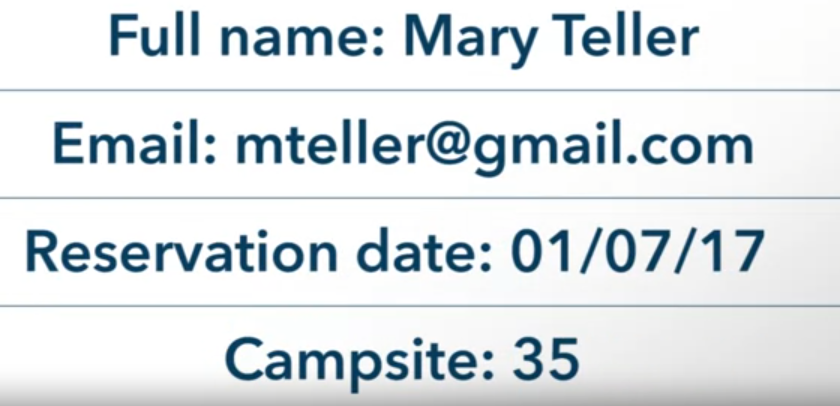 Full name: Mary Teller
Email: mteller@gmail.com
Reservation date: 01/07/17
Campsite: 35